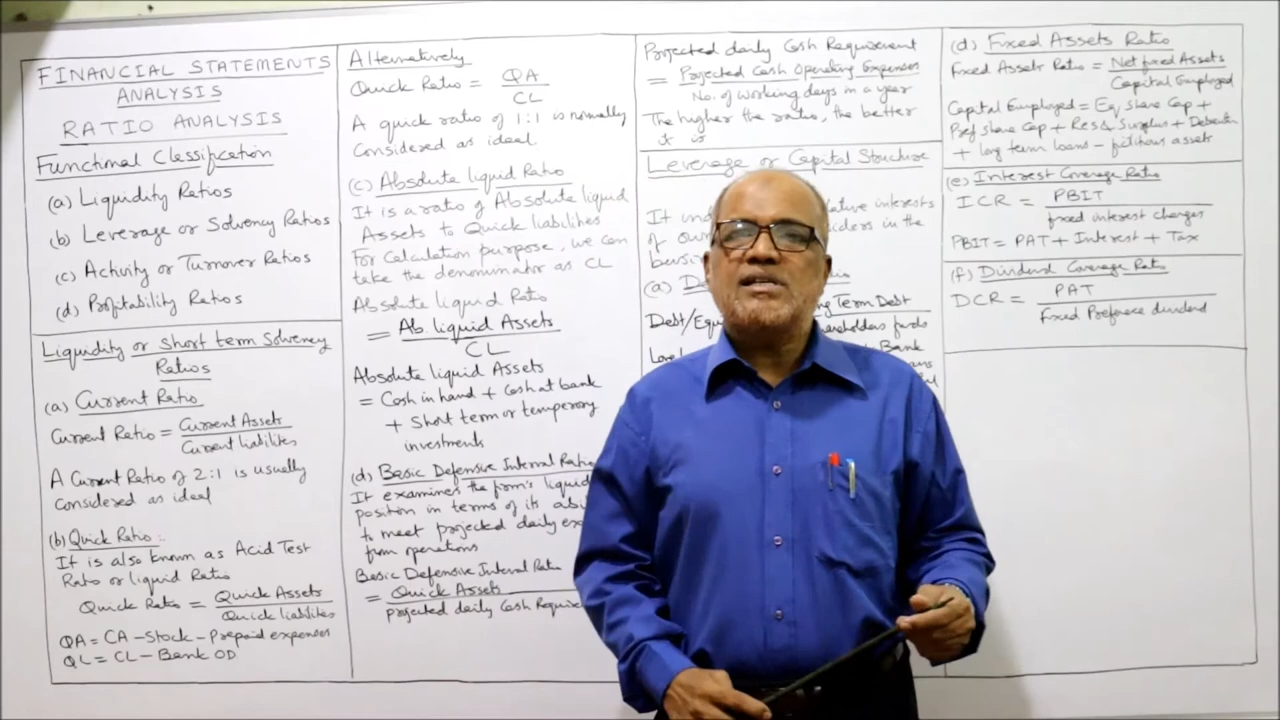 FINANCIAL STATEMENTS
ANALYSIS
RATIO ANALYSIS
Functional Classification
(a) Liquidity Ratios
(b) Leverage or Solvency Ratios
(c) Activity or Turnover Ratios
(d) Profitability Ratios
Liquidity or Short term Solvency
Ratios
(a) Current Ratio
Current Ratio = Current Assets
Current liabilites
A Current Ratio of 2:1 is usually
Considered as ideal
(b) Quick Ratio :
It is also known as Acid Test
Ratio or liquid Ratio
Quick Ratio = Quick Assets
Quick liabilites
QA = CA - Stock - Prepaid expenses
QL = CL - Bank OD
Alternatively
Quick Ratio = QA
CL
A quick ratio of 1:1 is normally
Considered as ideal
(c) Absolute liquid Ratio
It is a ratio of Absolute liquid
Assets to Quick liabilities
For Calculation purpose, we can
take the denominator as CL
Absolute liquid Ratio
= Ab liquid Assets
CL
Absolute liquid Assets
= Cash in hand + Cash at bank
+ Short term or temporary
investments
(d) Basic Defensive Interval Ratio
It examines the firm's liquid
position in terms of its
to meet projected daily
from operations
Basic Defensive Interval Ratio
= Quick Assets
projected daily Cash
Projected daily Cash Requirement
= Projected Cash Operating Expenses
No. of working days in a year
The higher the ratio, the better
it is
Leverage or Capital Structure
It interests
of in the
(a)
Term Debt
Debt/ funds
Bank
(d) Fixed Assets Ratio
Fixed Assets Ratio = Net fixed Assets
Capital Employed
Capital Employed = Eq share Cap +
Pref share Cap + Res & Surplus +
+ long term loans - fictitious assets
(e) Interest Coverage Ratio
ICR = PBIT
fixed interest charges
PBIT = PAT + Interest + Tax
(f) Dividend Coverage Ratio
DCR = PAT
Fixed Preference dividend